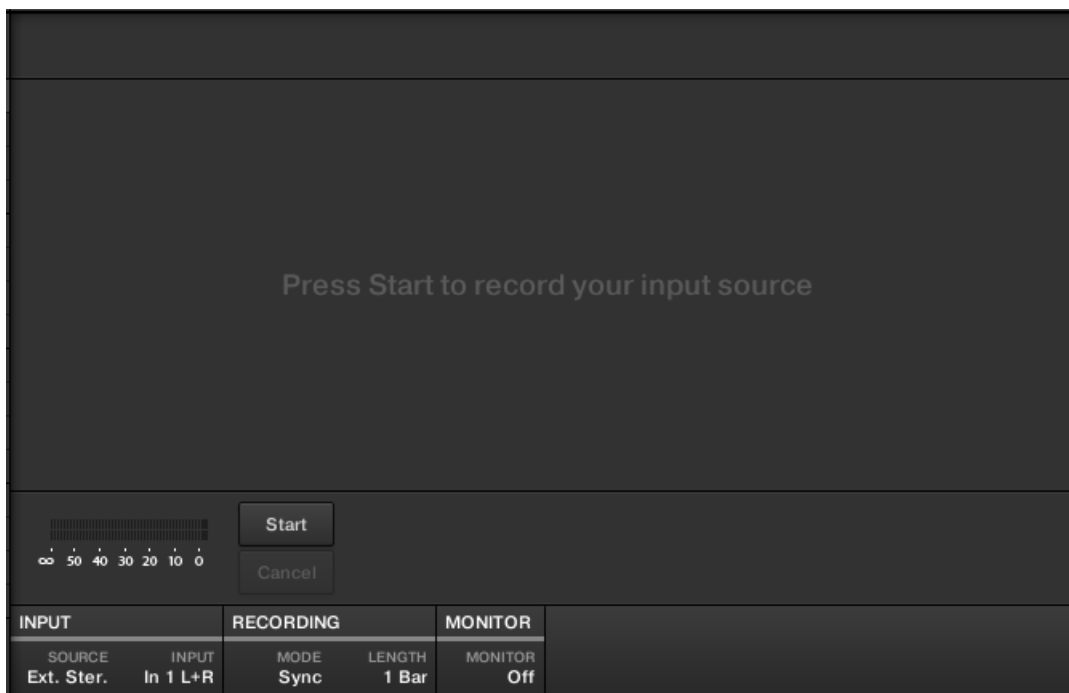 Press Start to record your input source
Start
∞ 50 40 30 20 10 0
Cancel
INPUT RECORDING MONITOR
SOURCE INPUT MODE LENGTH MONITOR
Ext. Ster. In 1 L+R Sync 1 Bar Off